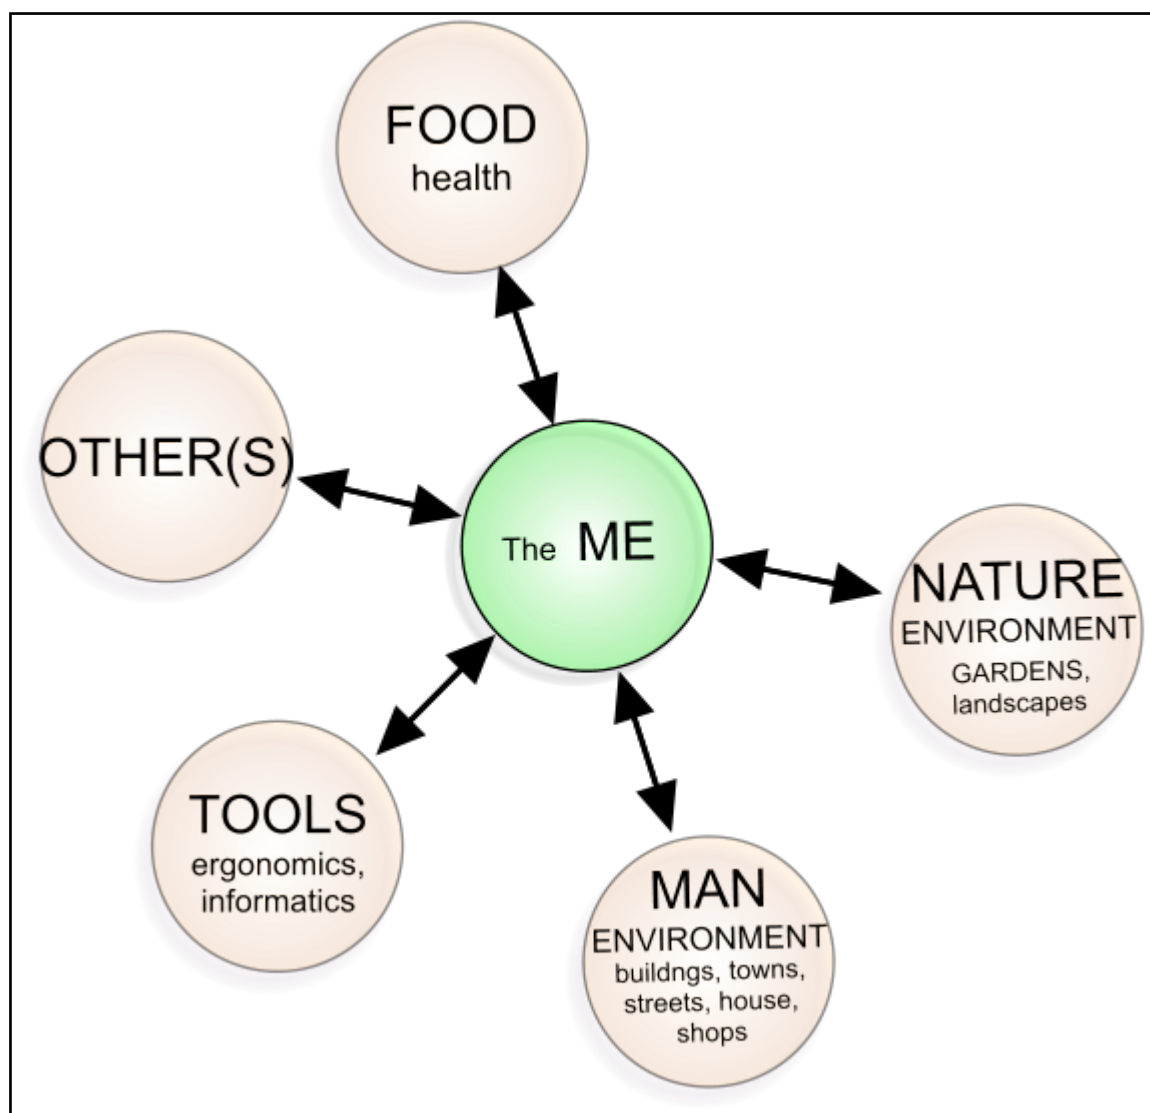 FOOD
health
OTHER(S)
The ME
NATURE
ENVIRONMENT
GARDENS,
landscapes
TOOLS
ergonomics,
informatics
MAN
ENVIRONMENT
buildngs, towns,
streets, house,
shops